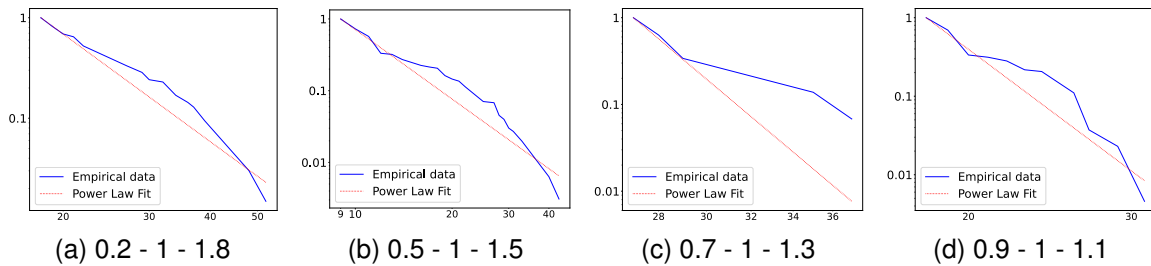 1
0.1
20 30 40 50
Empirical data
Power Law Fit
(a) 0.2 - 1 - 1.8
1
0.1
0.01
9 10 20 30 40
Empirical data
Power Law Fit
(b) 0.5 - 1 - 1.5
1
0.1
0.01
28 30 32 34 36
Empirical data
Power Law Fit
(c) 0.7 - 1 - 1.3
1
0.1
0.01
20 30
Empirical data
Power Law Fit
(d) 0.9 - 1 - 1.1